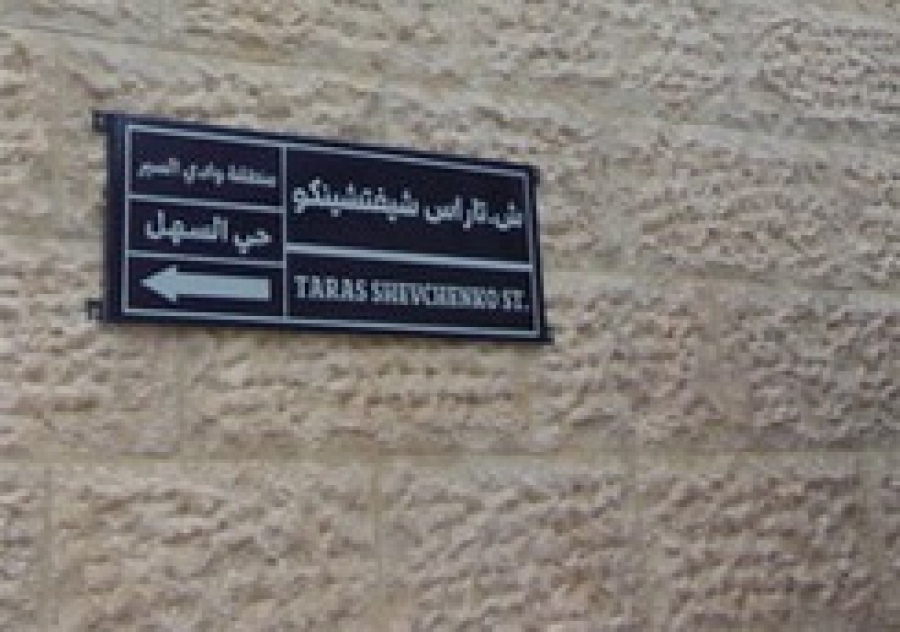 ش. تاراس شيفتشينكو
TARAS SHEVCHENKO ST.
منطقة وادي السير
حي السهل